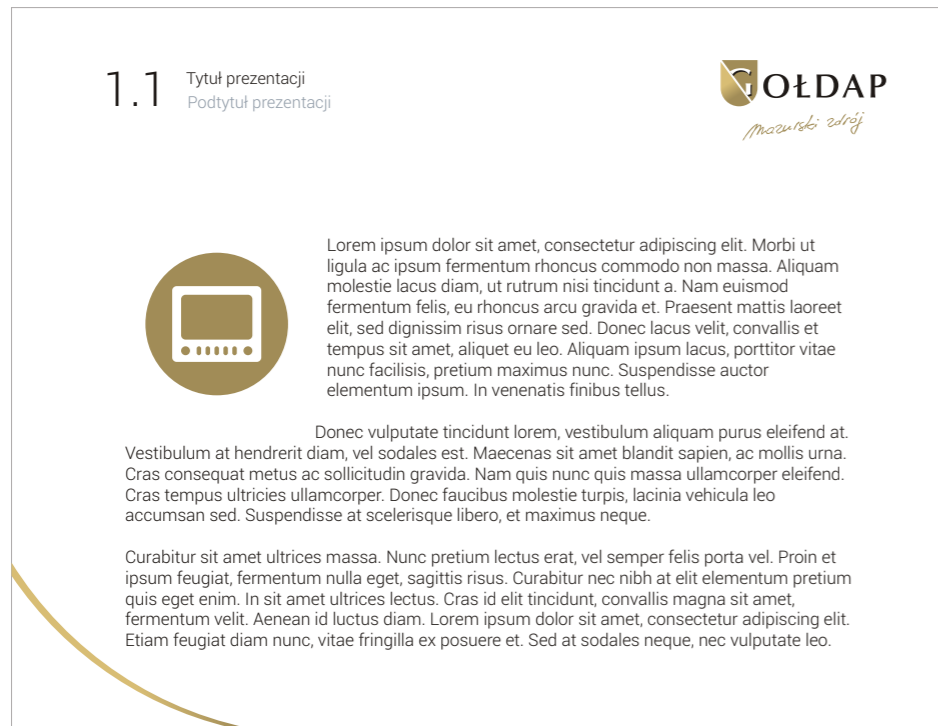 1.1
Tytuł prezentacji
Podtytuł prezentacji
GOŁDAP
mazurski zdrój
Lorem ipsum dolor sit amet, consectetur adipiscing elit. Morbi ut
ligula ac ipsum fermentum rhoncus commodo non massa. Aliquam
molestie lacus diam, ut rutrum nisi tincidunt a. Nam euismod
fermentum felis, eu rhoncus arcu gravida et. Praesent mattis laoreet
elit, sed dignissim risus ornare sed. Donec lacus velit, convallis et
tempus sit amet, aliquet eu leo. Aliquam ipsum lacus, porttitor vitae
nunc facilisis, pretium maximus nunc. Suspendisse auctor
elementum ipsum. In venenatis finibus tellus.
Donec vulputate tincidunt lorem, vestibulum aliquam purus eleifend at.
Vestibulum at hendrerit diam, vel sodales est. Maecenas sit amet blandit sapien, ac mollis urna.
Cras consequat metus ac sollicitudin gravida. Nam quis nunc quis massa ullamcorper eleifend.
Cras tempus ultricies ullamcorper. Donec faucibus molestie turpis, lacinia vehicula leo
accumsan sed. Suspendisse at scelerisque libero, et maximus neque.
Curabitur sit amet ultrices massa. Nunc pretium lectus erat, vel semper felis porta vel. Proin et
ipsum feugiat, fermentum nulla eget, sagittis risus. Curabitur nec nibh at elit elementum pretium
quis eget enim. In sit amet ultrices lectus. Cras id elit tincidunt, convallis magna sit amet,
fermentum velit. Aenean id luctus diam. Lorem ipsum dolor sit amet, consectetur adipiscing elit.
Etiam feugiat diam nunc, vitae fringilla ex posuere et. Sed at sodales neque, nec vulputate leo.